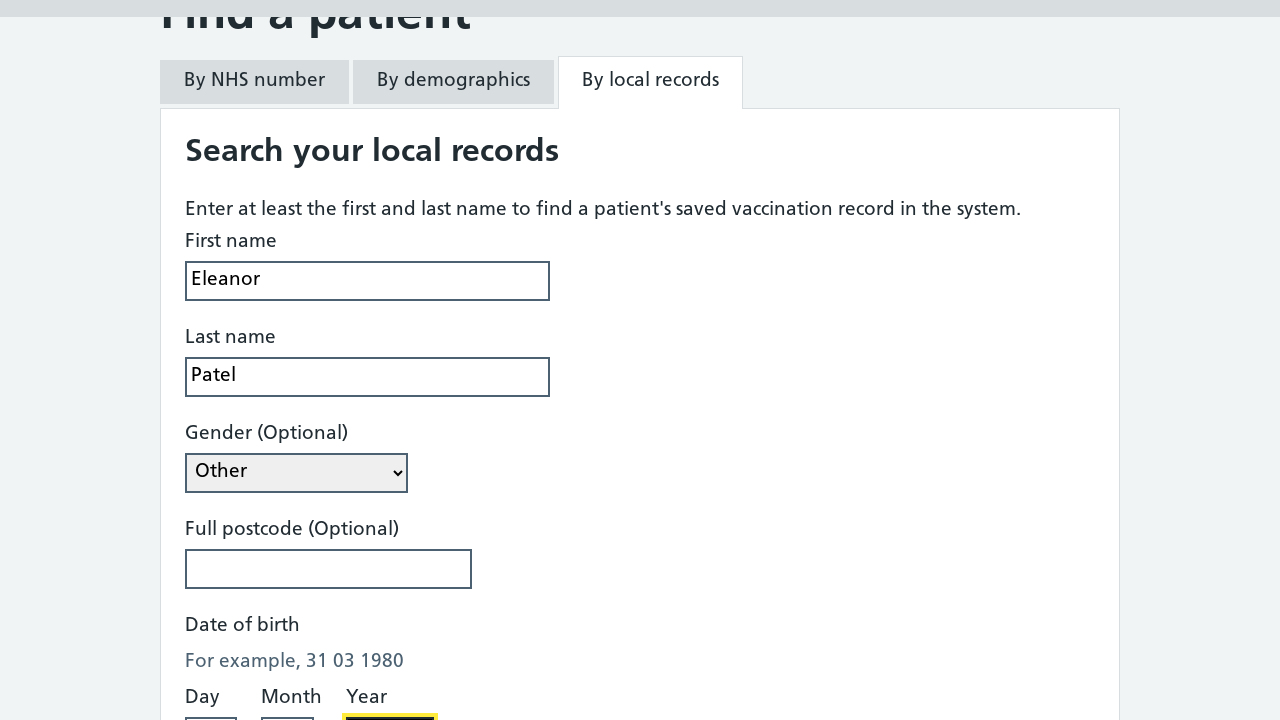 Find a patient
By NHS number By demographics By local records
Search your local records
Enter at least the first and last name to find a patient's saved vaccination record in the system.
First name
Eleanor
Last name
Patel
Gender (Optional)
Other
Full postcode (Optional)
Date of birth
For example, 31 03 1980
Day Month Year